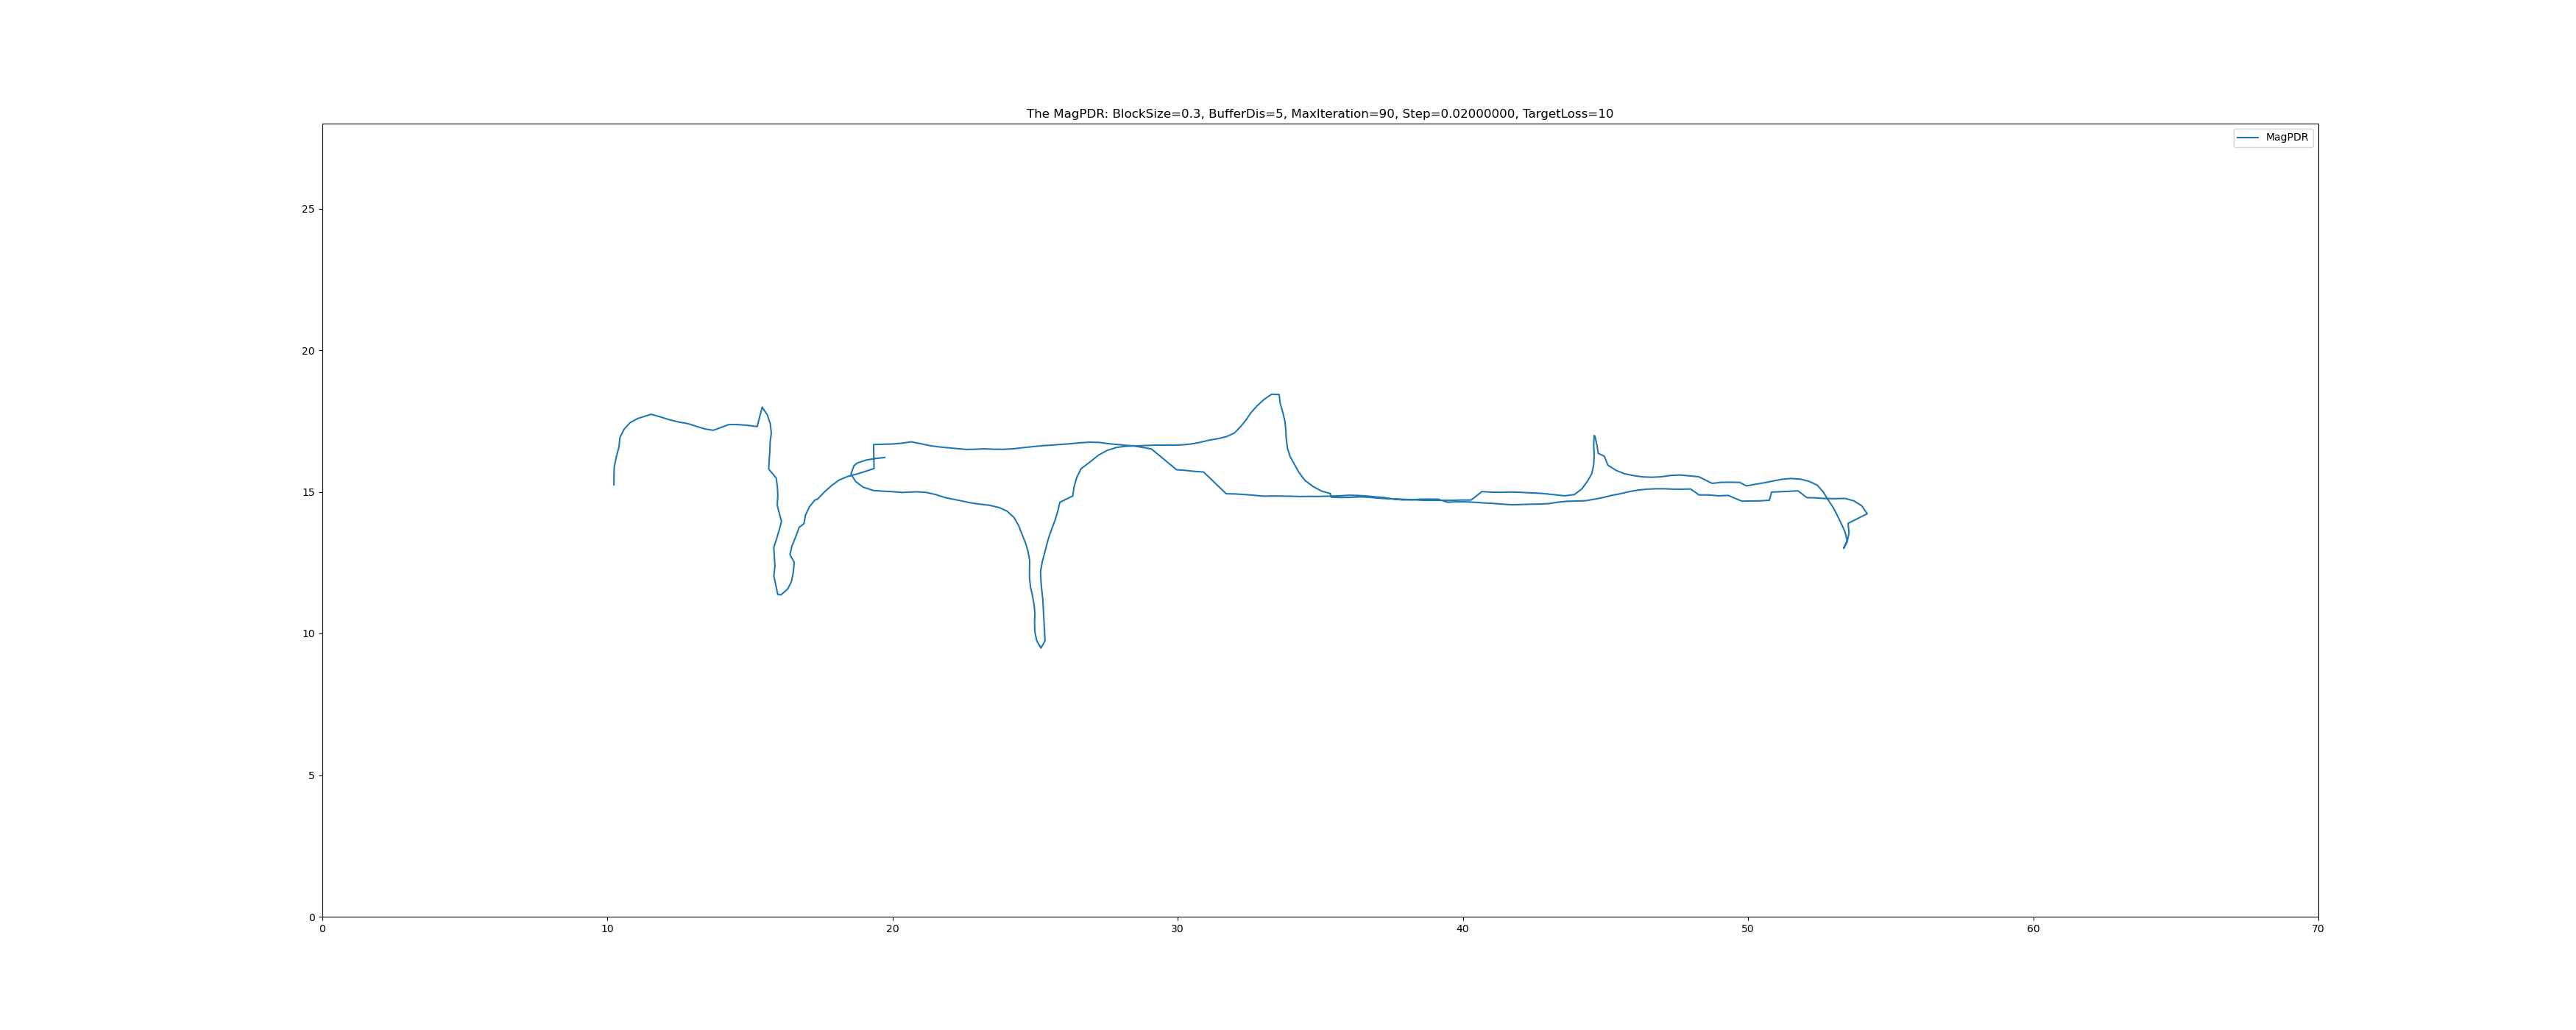 The MagPDR: BlockSize=0.3, BufferDis=5, MaxIteration=90, Step=0.02000000, TargetLoss=10
MagPDR
25
20
15
10
5
0
0 10 20 30 40 50 60 70